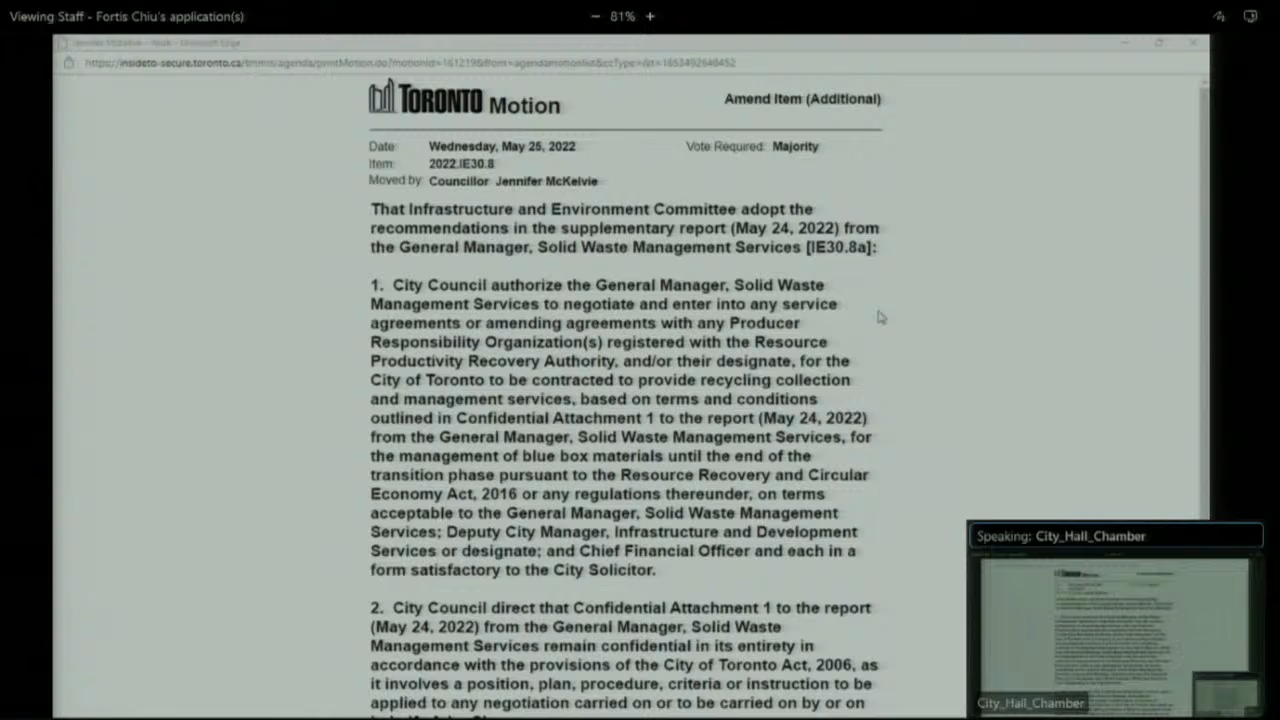 Viewing Staff - Fortis Chiu's application(s)
— 81% +
TORONTO Motion
Amend Item (Additional)
Date: Wednesday, May 25, 2022
Vote Required: Majority
Item: 2022.IE30.8
Moved by: Councillor Jennifer McKelvie
That Infrastructure and Environment Committee adopt the
recommendations in the supplementary report (May 24, 2022) from
the General Manager, Solid Waste Management Services [IE30.8a]:
1. City Council authorize the General Manager, Solid Waste
Management Services to negotiate and enter into any service
agreements or amending agreements with any Producer
Responsibility Organization(s) registered with the Resource
Productivity Recovery Authority, and/or their designate, for the
City of Toronto to be contracted to provide recycling collection
and management services, based on terms and conditions
outlined in Confidential Attachment 1 to the report (May 24, 2022)
from the General Manager, Solid Waste Management Services, for
the management of blue box materials until the end of the
transition phase pursuant to the Resource Recovery and Circular
Economy Act, 2016 or any regulations thereunder, on terms
acceptable to the General Manager, Solid Waste Management
Services; Deputy City Manager, Infrastructure and Development
Services or designate; and Chief Financial Officer and each in a
form satisfactory to the City Solicitor.
2. City Council direct that Confidential Attachment 1 to the report
(May 24, 2022) from the General Manager, Solid Waste
Management Services remain confidential in its entirety in
accordance with the provisions of the City of Toronto Act, 2006, as
it involves a position, plan, procedure, criteria or instruction to be
applied to any negotiation carried on or to be carried on by or on
Speaking: City_Hall_Chamber
City_Hall_Chamber